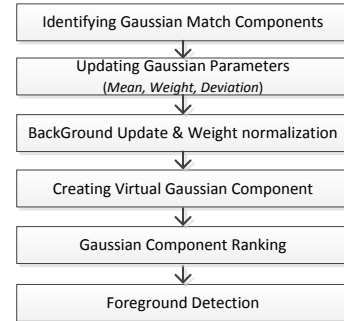 Identifying Gaussian Match Components
Updating Gaussian Parameters
(Mean, Weight, Deviation)
BackGround Update & Weight normalization
Creating Virtual Gaussian Component
Gaussian Component Ranking
Foreground Detection